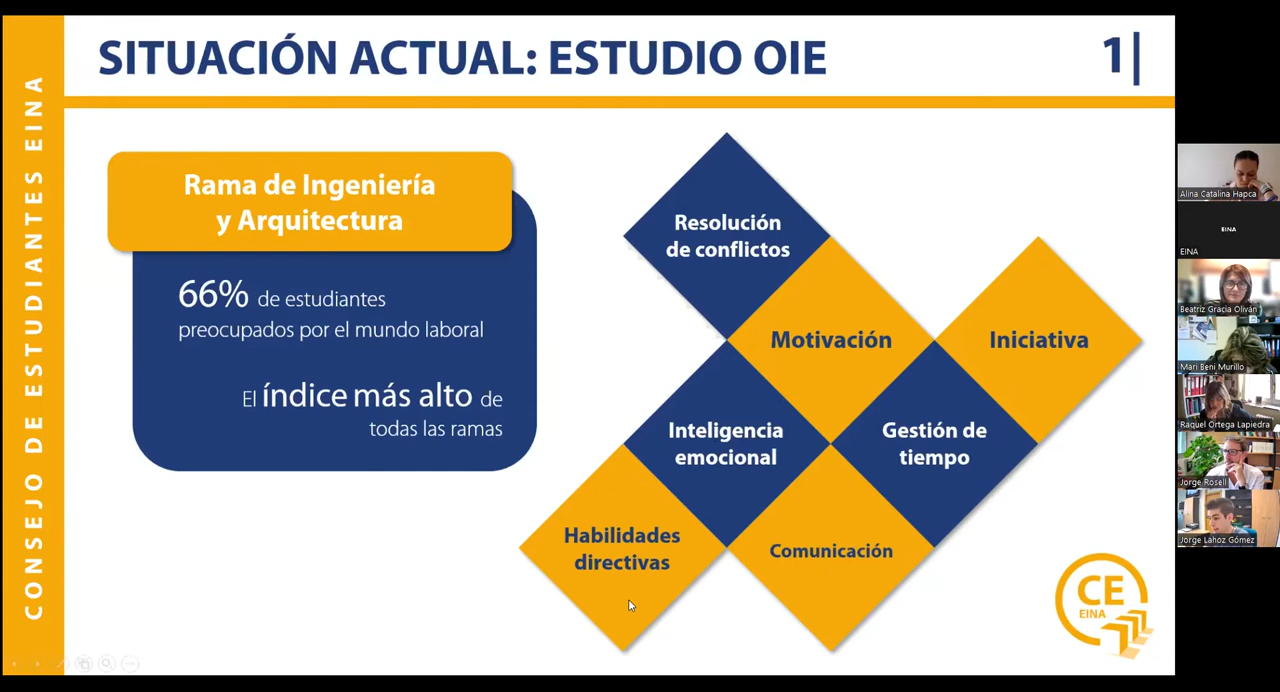 SITUACIÓN ACTUAL: ESTUDIO OIE
1|
CONSEJO DE ESTUDIANTES EINA
Rama de Ingeniería
y Arquitectura
66% de estudiantes
preocupados por el mundo laboral
El índice más alto de
todas las ramas
Resolución
de conflictos
Motivación
Iniciativa
Inteligencia
emocional
Gestión de
tiempo
Habilidades
directivas
Comunicación
CE
EINA
Alina Catalina Hapca
EINA
EINA
Beatriz Gracia Oliván
Mari Beni Murillo
Raquel Ortega Lapiedra
Jorge Rosell
Jorge Lahoz Gómez